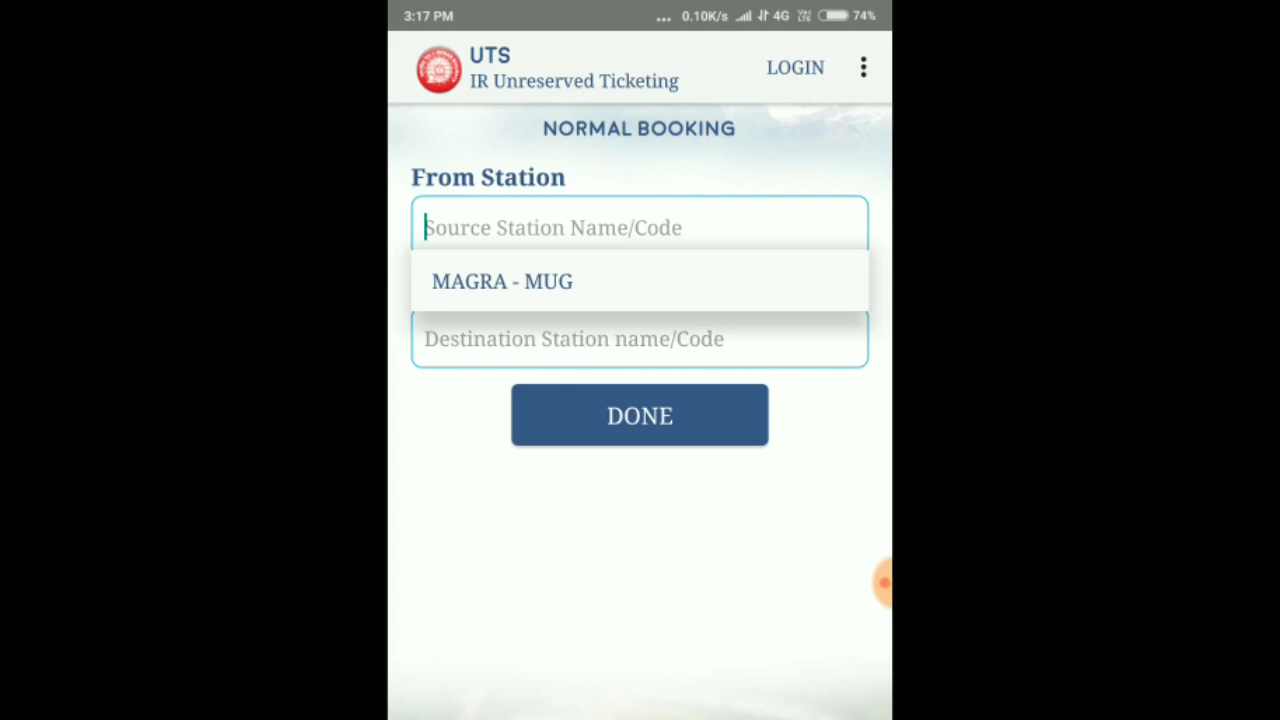 3:17 PM
... 0.10K/s 4G VoLTE 74%
UTS
IR Unreserved Ticketing
LOGIN
NORMAL BOOKING
From Station
Source Station Name/Code
MAGRA - MUG
Destination Station name/Code
DONE